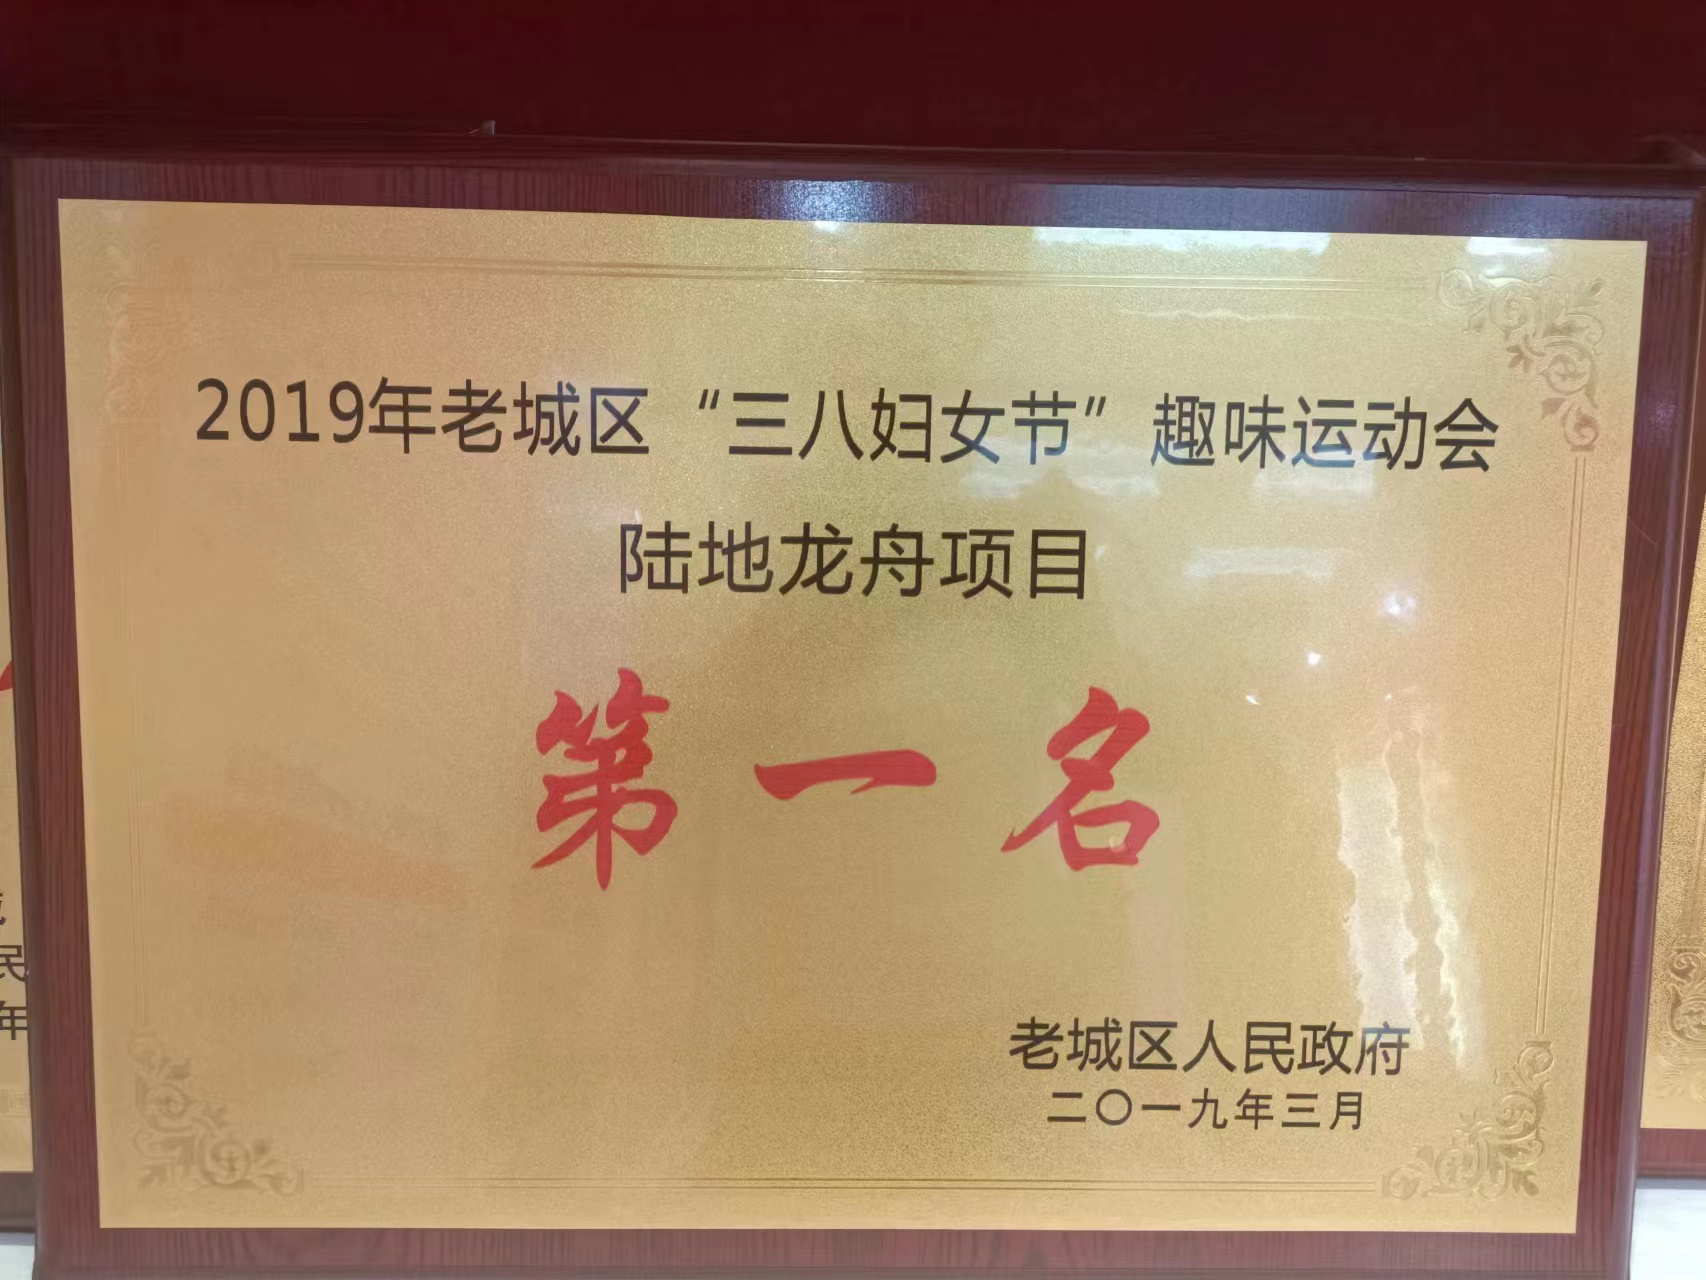 2019年老城区“三八妇女节”趣味运动会
陆地龙舟项目
第一名
老城区人民政府
二〇一九年三月
民
年